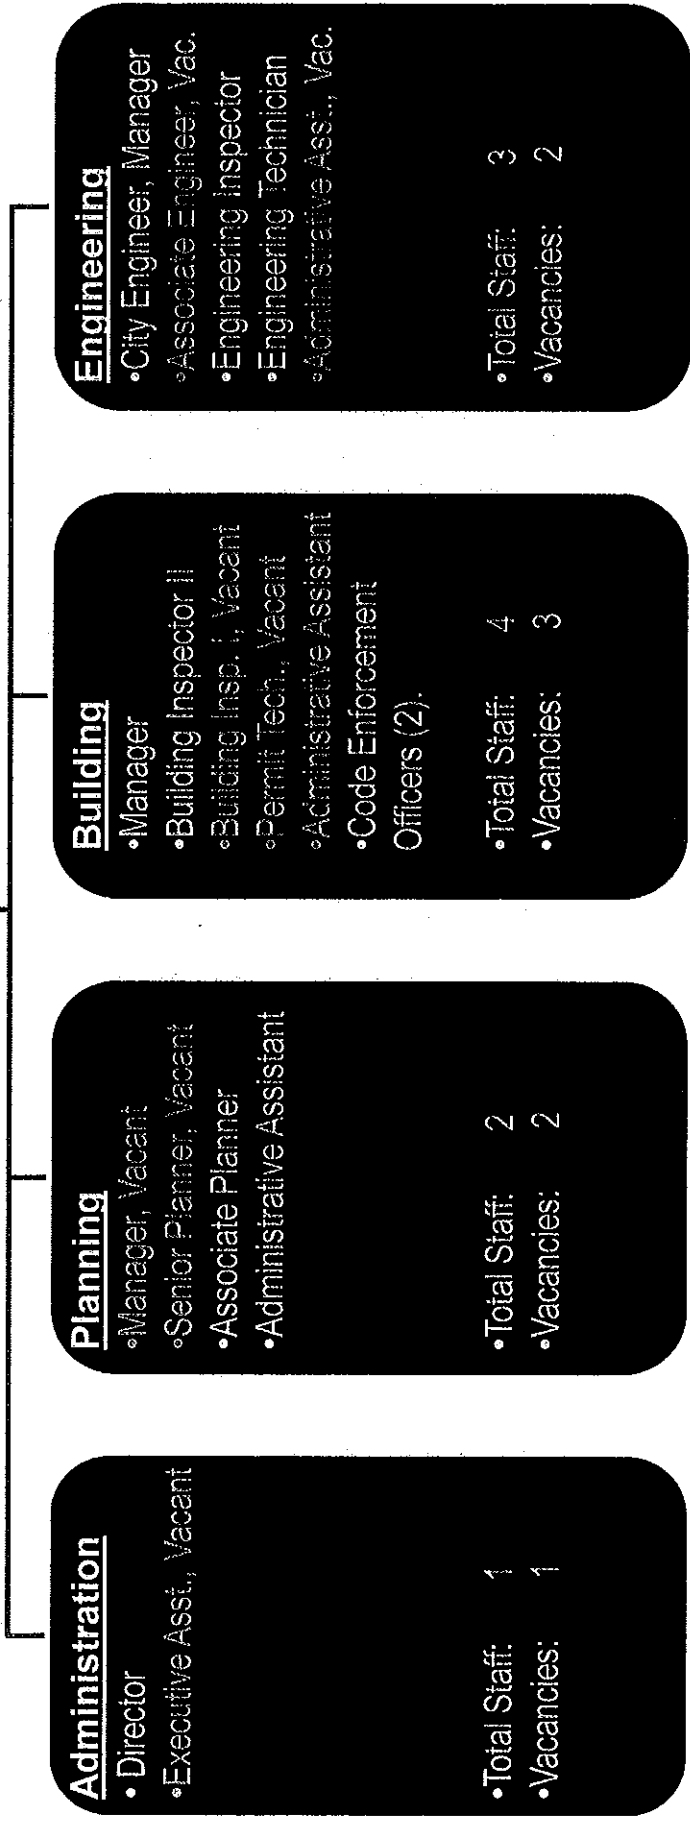 Administration
• Director
•Executive Asst., Vacant
•Total Staff: 1
•Vacancies: 1
Planning
•Manager, Vacant
•Senior Planner, Vacant
•Associate Planner
•Administrative Assistant
•Total Staff: 2
•Vacancies: 2
Building
•Manager
•Building Inspector II
•Building Insp. I, Vacant
•Permit Tech., Vacant
•Administrative Assistant
•Code Enforcement
Officers (2).
•Total Staff: 4
•Vacancies: 3
Engineering
•City Engineer, Manager
•Associate Engineer, Vac.
•Engineering Inspector
•Engineering Technician
•Administrative Asst., Vac.
•Total Staff: 3
•Vacancies: 2